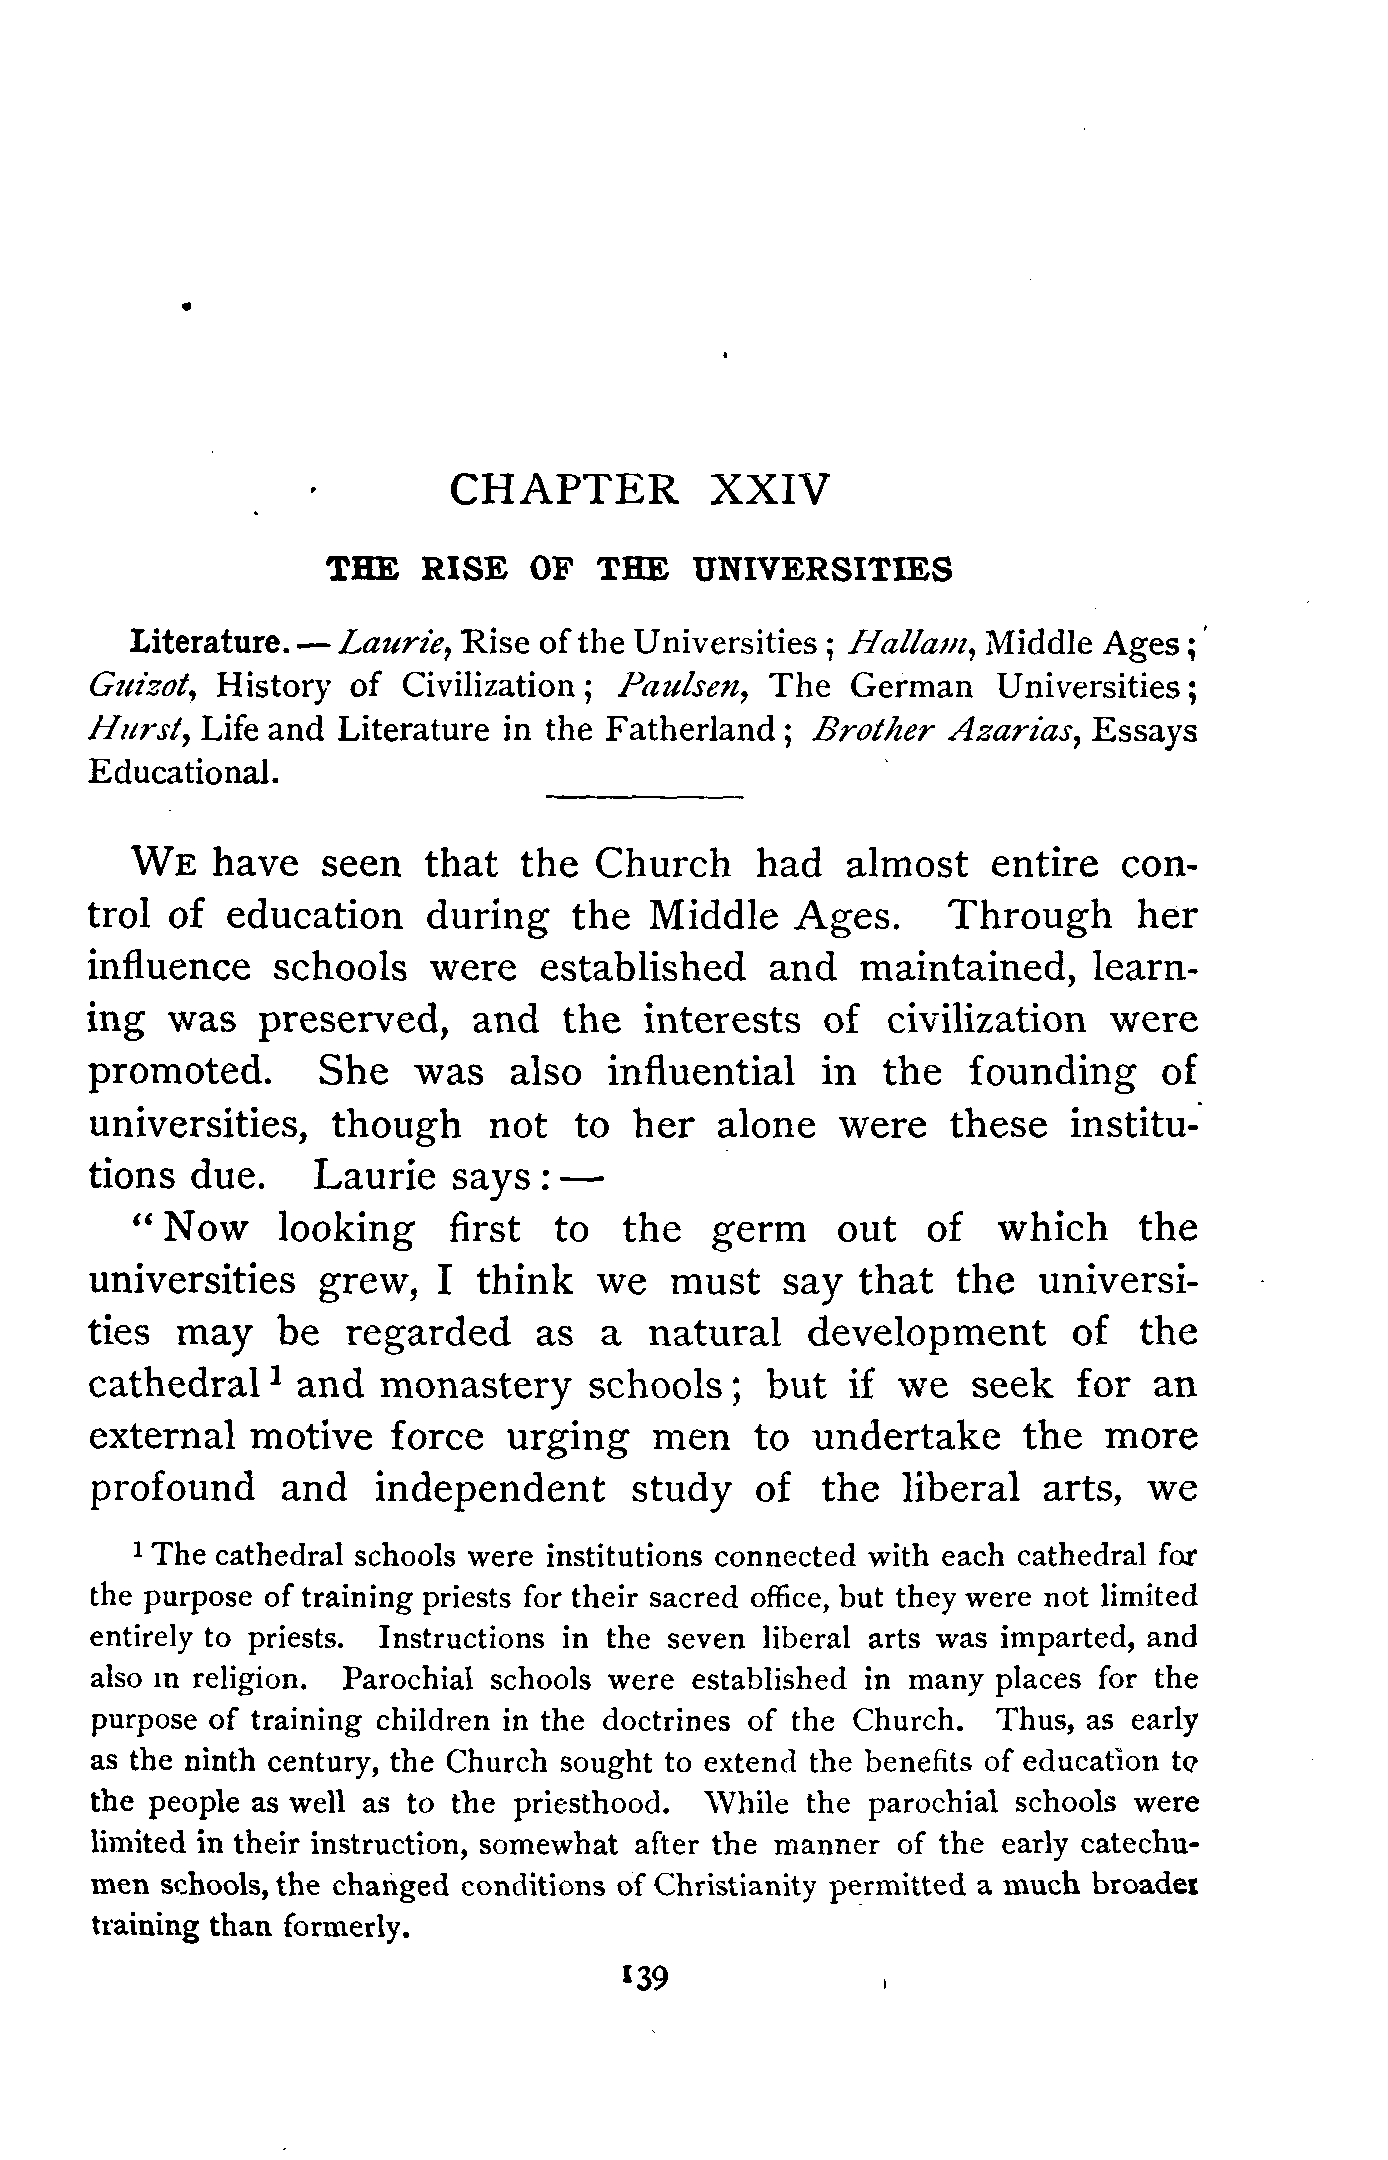 CHAPTER XXIV
THE RISE OF THE UNIVERSITIES
Literature. — Laurie, Rise of the Universities ; Hallam, Middle Ages ;
Guizot, History of Civilization ; Paulsen, The German Universities ;
Hurst, Life and Literature in the Fatherland ; Brother Azarias, Essays
Educational.
WE have seen that the Church had almost entire con-
trol of education during the Middle Ages. Through her
influence schools were established and maintained, learn-
ing was preserved, and the interests of civilization were
promoted. She was also influential in the founding of
universities, though not to her alone were these institu-
tions due. Laurie says : —
“ Now looking first to the germ out of which the
universities grew, I think we must say that the universi-
ties may be regarded as a natural development of the
cathedral ¹ and monastery schools ; but if we seek for an
external motive force urging men to undertake the more
profound and independent study of the liberal arts, we
¹ The cathedral schools were institutions connected with each cathedral for
the purpose of training priests for their sacred office, but they were not limited
entirely to priests. Instructions in the seven liberal arts was imparted, and
also in religion. Parochial schools were established in many places for the
purpose of training children in the doctrines of the Church. Thus, as early
as the ninth century, the Church sought to extend the benefits of education to
the people as well as to the priesthood. While the parochial schools were
limited in their instruction, somewhat after the manner of the early catechu-
men schools, the changed conditions of Christianity permitted a much broader
training than formerly.
139